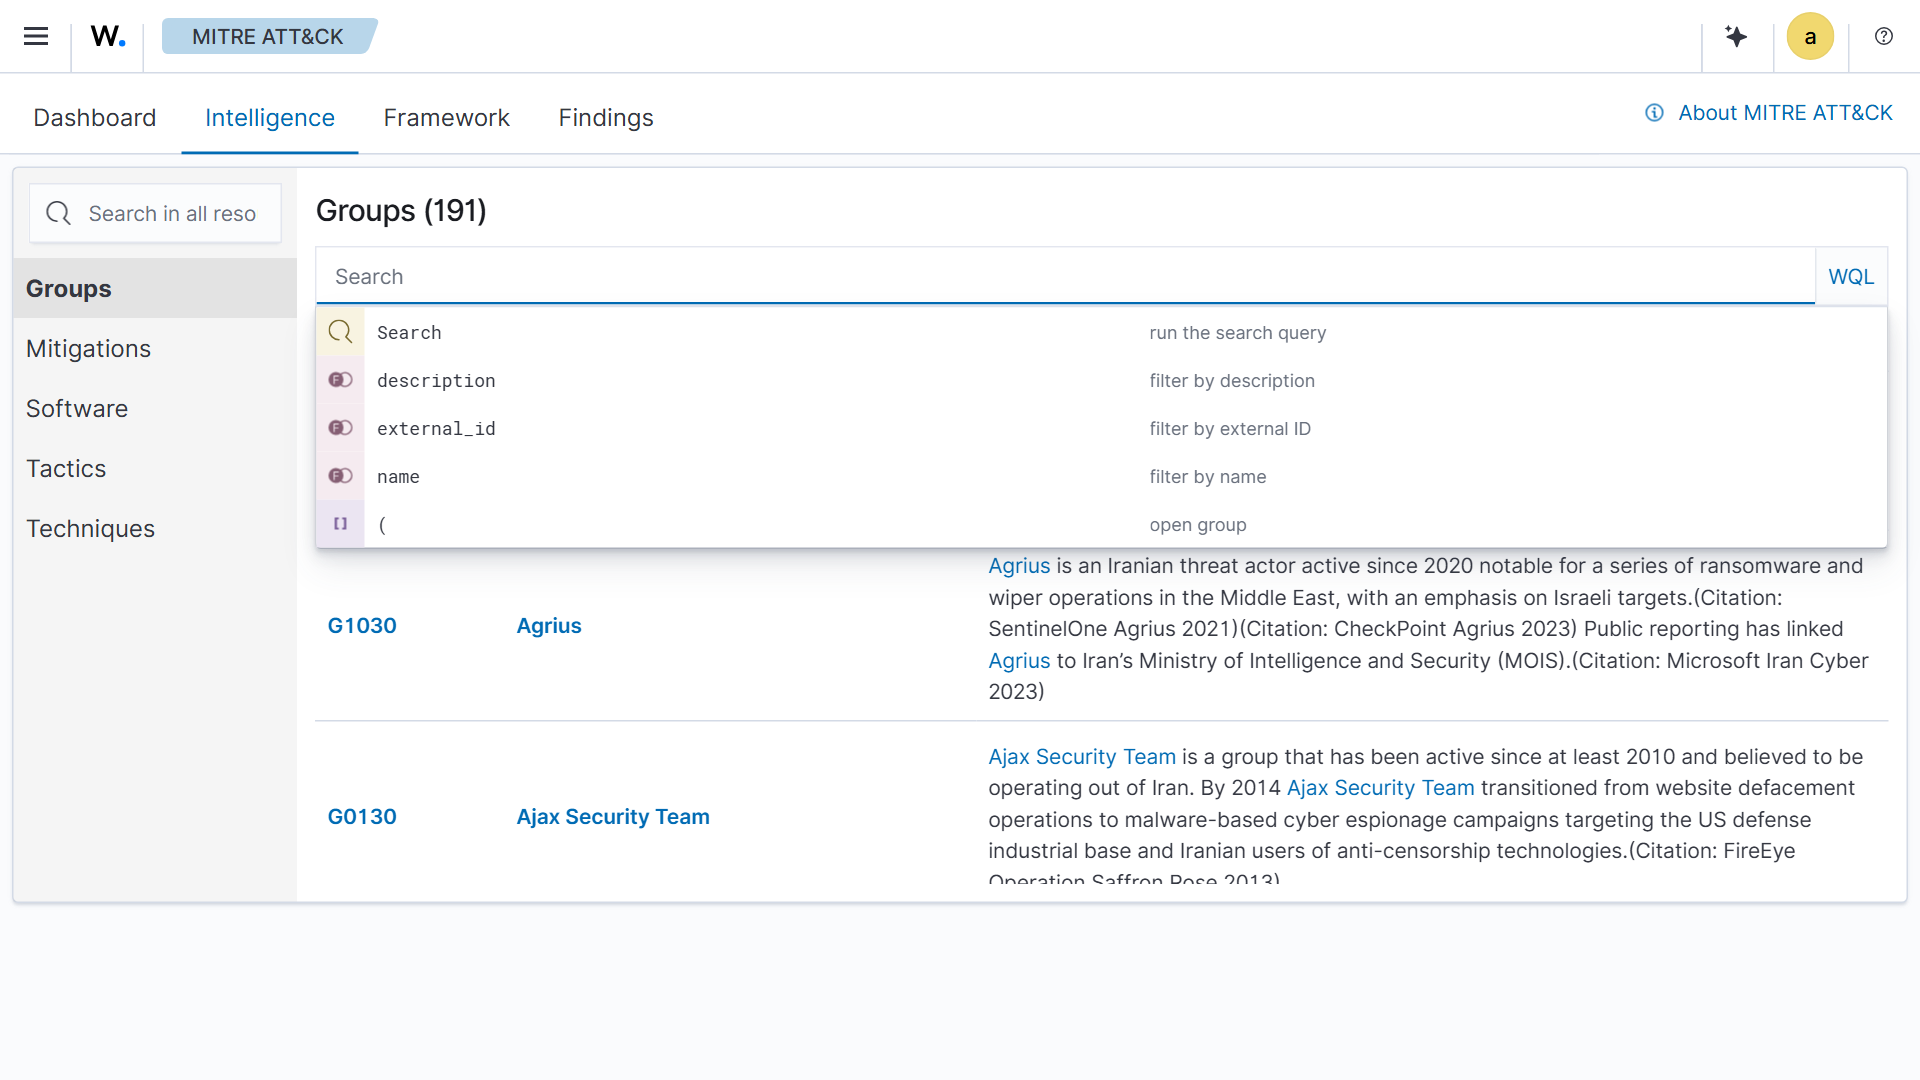 W.
MITRE ATT&CK
a
Dashboard
Intelligence
Framework
Findings
About MITRE ATT&CK
Search in all reso
Groups
Mitigations
Software
Tactics
Techniques
Groups (191)
Search
WQL
Search run the search query
description filter by description
external_id filter by external ID
name filter by name
( open group
G1030
Agrius
Agrius is an Iranian threat actor active since 2020 notable for a series of ransomware and
wiper operations in the Middle East, with an emphasis on Israeli targets.(Citation:
SentinelOne Agrius 2021)(Citation: CheckPoint Agrius 2023) Public reporting has linked
Agrius to Iran’s Ministry of Intelligence and Security (MOIS).(Citation: Microsoft Iran Cyber
2023)
G0130
Ajax Security Team
Ajax Security Team is a group that has been active since at least 2010 and believed to be
operating out of Iran. By 2014 Ajax Security Team transitioned from website defacement
operations to malware-based cyber espionage campaigns targeting the US defense
industrial base and Iranian users of anti-censorship technologies.(Citation: FireEye
Operation Saffron Rose 2013)